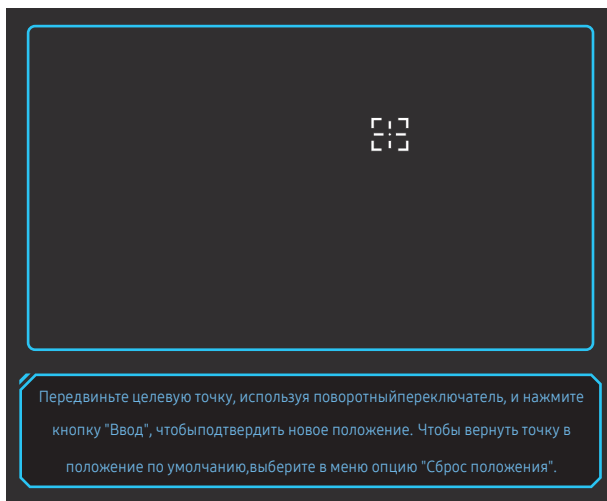 Передвиньте целевую точку, используя поворотныйпереключатель, и нажмите
кнопку "Ввод", чтобыподтвердить новое положение. Чтобы вернуть точку в
положение по умолчанию,выберите в меню опцию "Сброс положения".